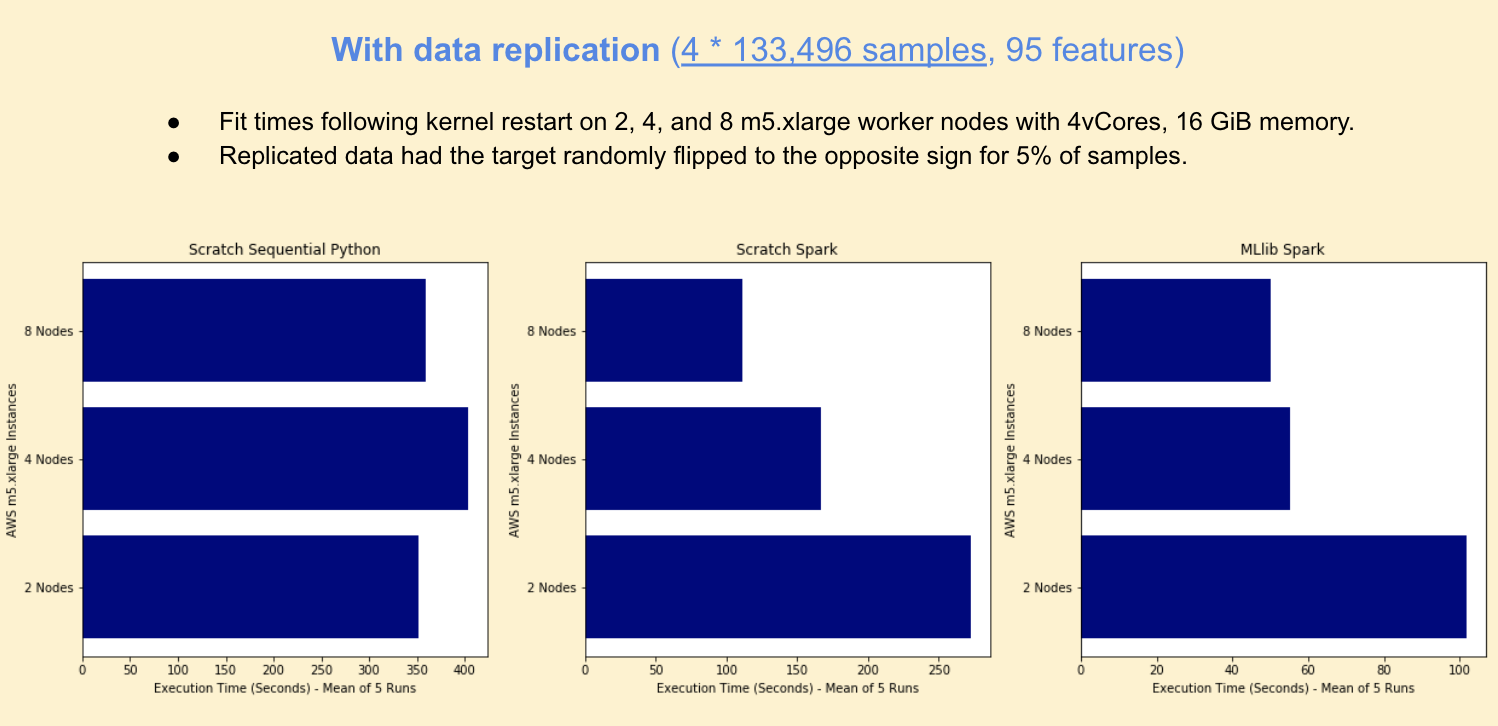 With data replication (4 * 133,496 samples, 95 features)
● Fit times following kernel restart on 2, 4, and 8 m5.xlarge worker nodes with 4vCores, 16 GiB memory.
● Replicated data had the target randomly flipped to the opposite sign for 5% of samples.
Scratch Sequential Python
AWS m5.xlarge Instances
8 Nodes
4 Nodes
2 Nodes
0 50 100 150 200 250 300 350 400
Execution Time (Seconds) - Mean of 5 Runs
Scratch Spark
AWS m5.xlarge Instances
8 Nodes
4 Nodes
2 Nodes
0 50 100 150 200 250
Execution Time (Seconds) - Mean of 5 Runs
MLlib Spark
AWS m5.xlarge Instances
8 Nodes
4 Nodes
2 Nodes
0 20 40 60 80 100
Execution Time (Seconds) - Mean of 5 Runs